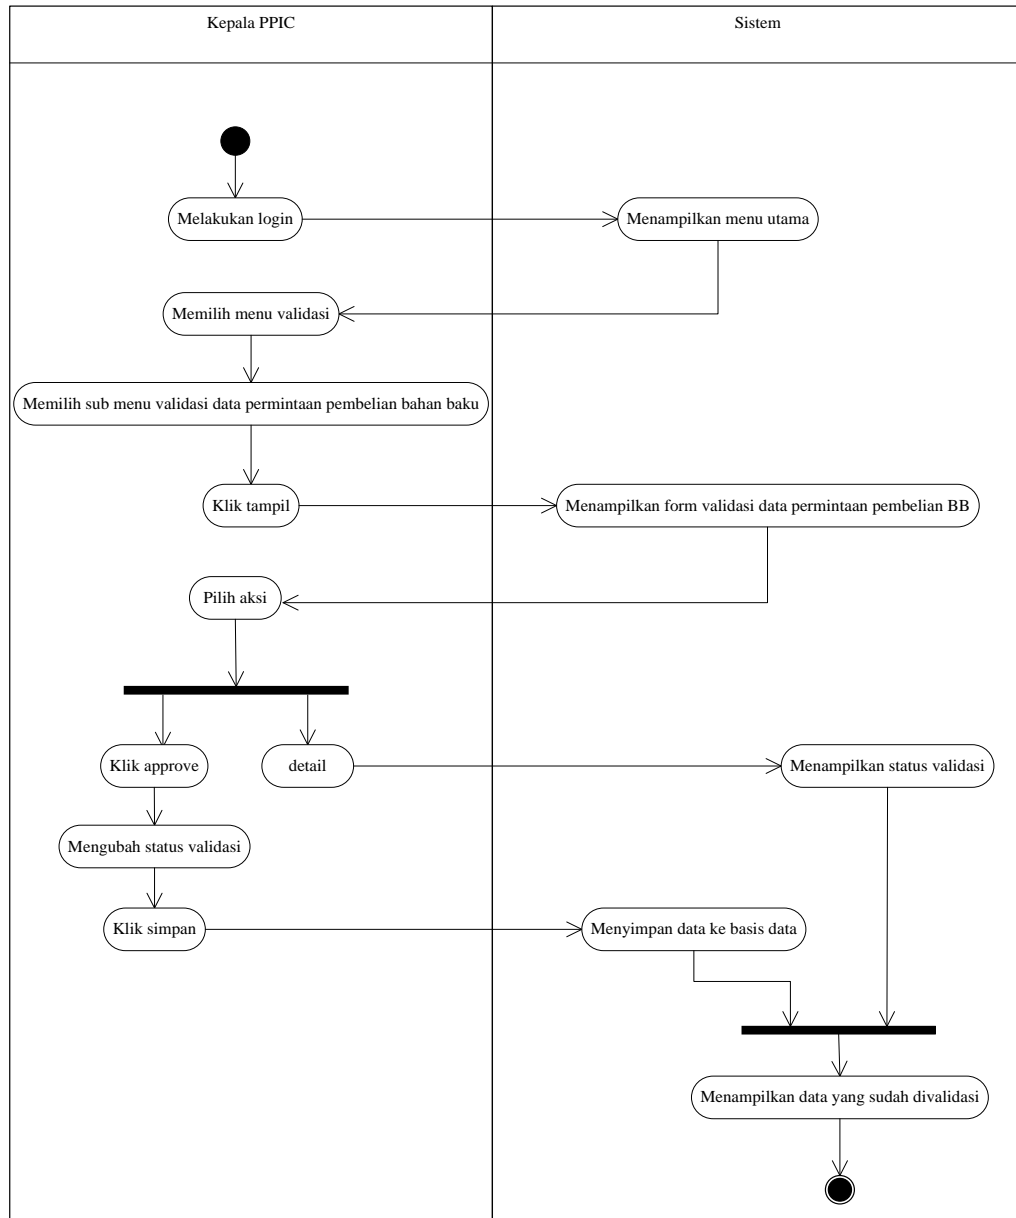 Kepala PPIC
Sistem
Melakukan login
Menampilkan menu utama
Memilih menu validasi
Memilih sub menu validasi data permintaan pembelian bahan baku
Klik tampil
Menampilkan form validasi data permintaan pembelian BB
Pilih aksi
Klik approve
detail
Menampilkan status validasi
Mengubah status validasi
Klik simpan
Menyimpan data ke basis data
Menampilkan data yang sudah divalidasi